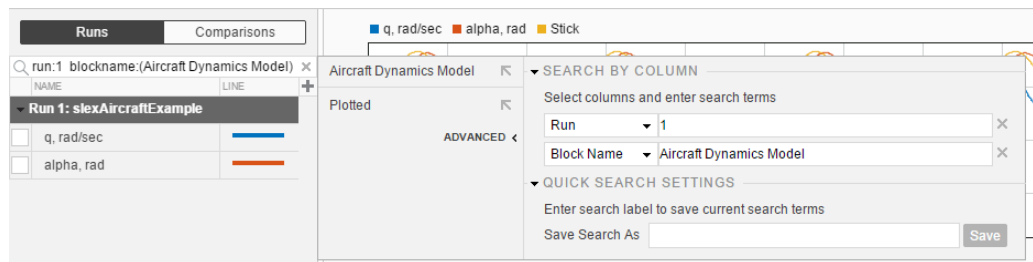 Runs Comparisons
q, rad/sec alpha, rad Stick
run:1 blockname:(Aircraft Dynamics Model) ×
NAME LINE +
Run 1: slexAircraftExample
q, rad/sec
alpha, rad
Aircraft Dynamics Model
Plotted
ADVANCED <
SEARCH BY COLUMN
Select columns and enter search terms
Run 1 ×
Block Name Aircraft Dynamics Model ×
QUICK SEARCH SETTINGS
Enter search label to save current search terms
Save Search As Save